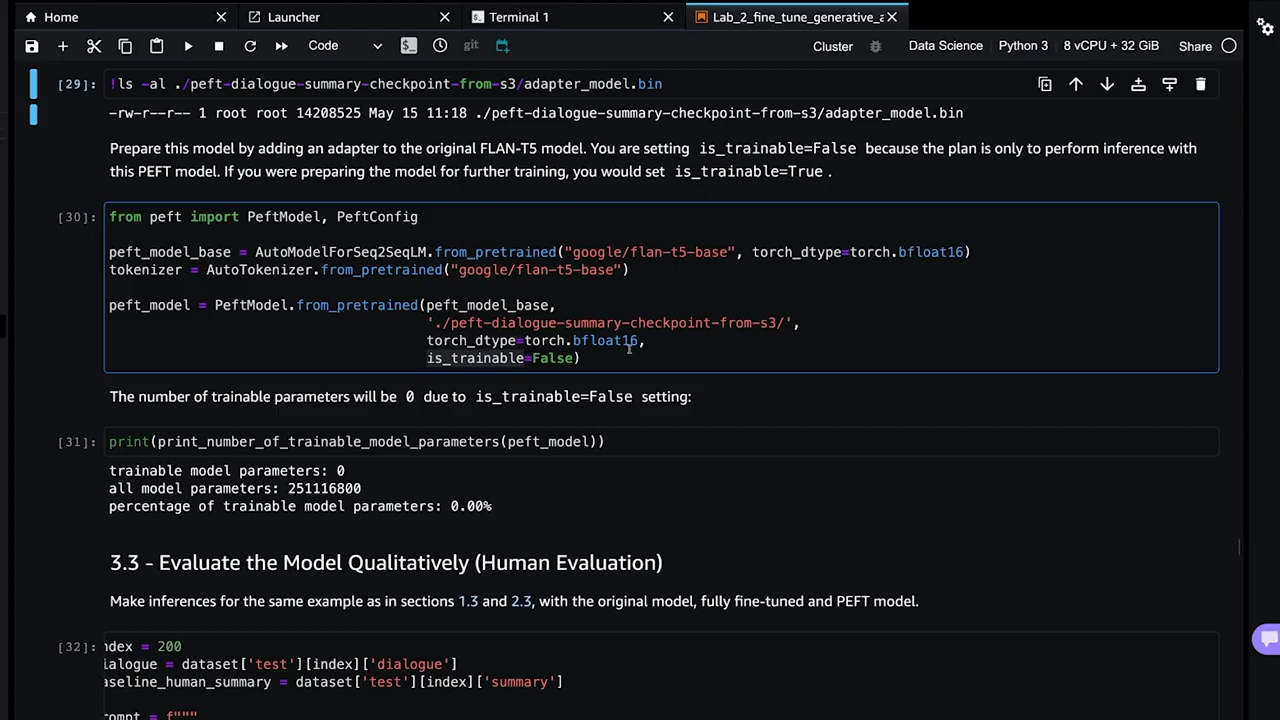 Home
Launcher
Terminal 1
Lab_2_fine_tune_generative_a
Code
git
Cluster
Data Science
Python 3
8 vCPU + 32 GiB
Share
[29]:
!ls -al ./peft-dialogue-summary-checkpoint-from-s3/adapter_model.bin
-rw-r--r-- 1 root root 14208525 May 15 11:18 ./peft-dialogue-summary-checkpoint-from-s3/adapter_model.bin
Prepare this model by adding an adapter to the original FLAN-T5 model. You are setting is_trainable=False because the plan is only to perform inference with
this PEFT model. If you were preparing the model for further training, you would set is_trainable=True .
[30]:
from peft import PeftModel, PeftConfig
peft_model_base = AutoModelForSeq2SeqLM.from_pretrained("google/flan-t5-base", torch_dtype=torch.bfloat16)
tokenizer = AutoTokenizer.from_pretrained("google/flan-t5-base")
peft_model = PeftModel.from_pretrained(peft_model_base,
'./peft-dialogue-summary-checkpoint-from-s3/',
torch_dtype=torch.bfloat16,
is_trainable=False)
The number of trainable parameters will be 0 due to is_trainable=False setting:
[31]:
print(print_number_of_trainable_model_parameters(peft_model))
trainable model parameters: 0
all model parameters: 251116800
percentage of trainable model parameters: 0.00%
3.3 - Evaluate the Model Qualitatively (Human Evaluation)
Make inferences for the same example as in sections 1.3 and 2.3, with the original model, fully fine-tuned and PEFT model.
[32]:
ndex = 200
ialogue = dataset['test'][index]['dialogue']
aseline_human_summary = dataset['test'][index]['summary']
rompt = f"""